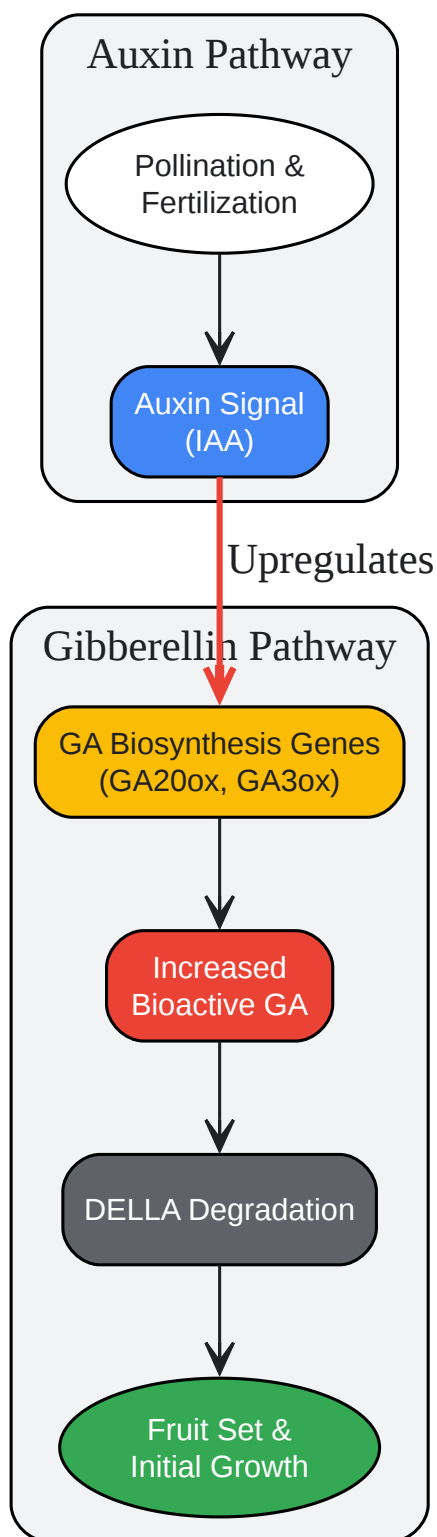 Auxin Pathway
Pollination &
Fertilization
Auxin Signal
(IAA)
Upregulates
Gibberellin Pathway
GA Biosynthesis Genes
(GA20ox, GA3ox)
Increased
Bioactive GA
DELLA Degradation
Fruit Set &
Initial Growth